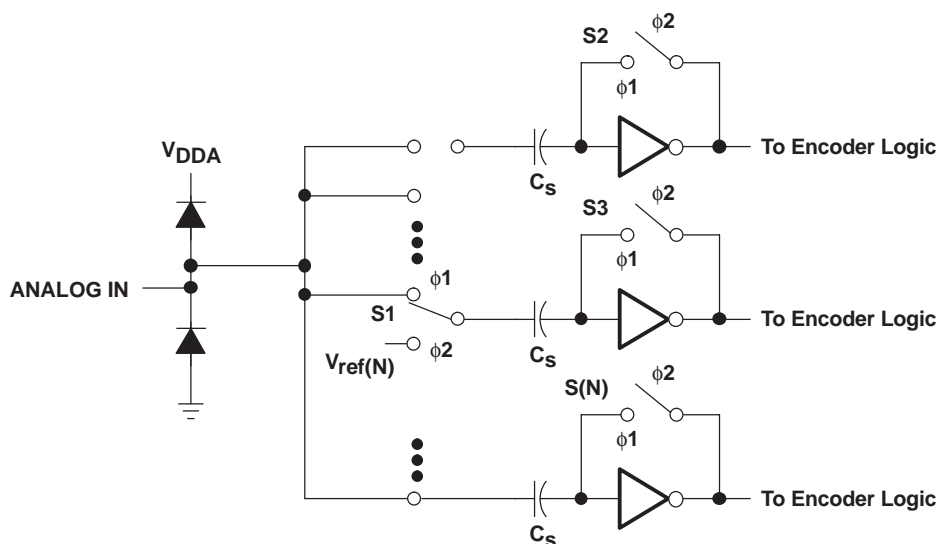 S2
ϕ2
ϕ1
To Encoder Logic
CS
VDDA
S3
ϕ2
ϕ1
To Encoder Logic
CS
ANALOG IN
ϕ1
S1
Vref(N)
ϕ2
S(N)
ϕ2
ϕ1
To Encoder Logic
CS